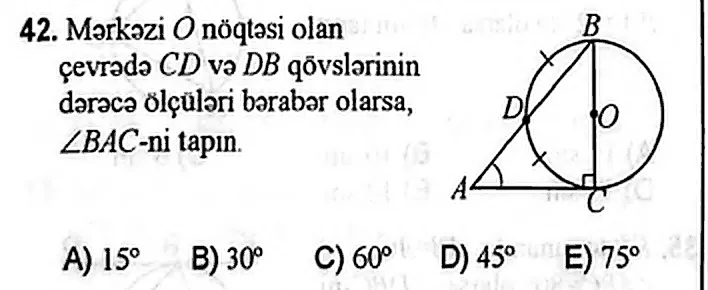 42. Mərkəzi O nöqtəsi olan
çevrədə CD və DB qövslərinin
dərəcə ölçüləri bərabər olarsa,
∠BAC-ni tapın.
B
D
O
A
C
A) 15° B) 30° C) 60° D) 45° E) 75°